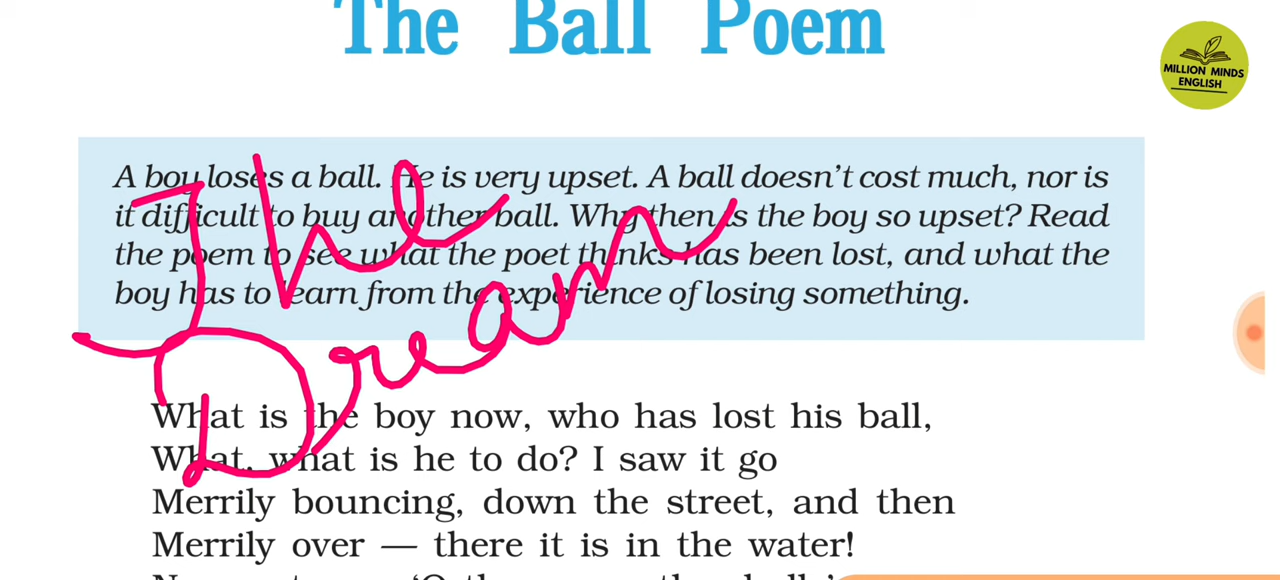 The Ball Poem
MILLION MINDS
ENGLISH
A boy loses a ball. He is very upset. A ball doesn't cost much, nor is
it difficult to buy another ball. Why then is the boy so upset? Read
the poem to see what the poet thinks has been lost, and what the
boy has to learn from the experience of losing something.
The
Dream
What is the boy now, who has lost his ball,
What, what is he to do? I saw it go
Merrily bouncing, down the street, and then
Merrily over — there it is in the water!